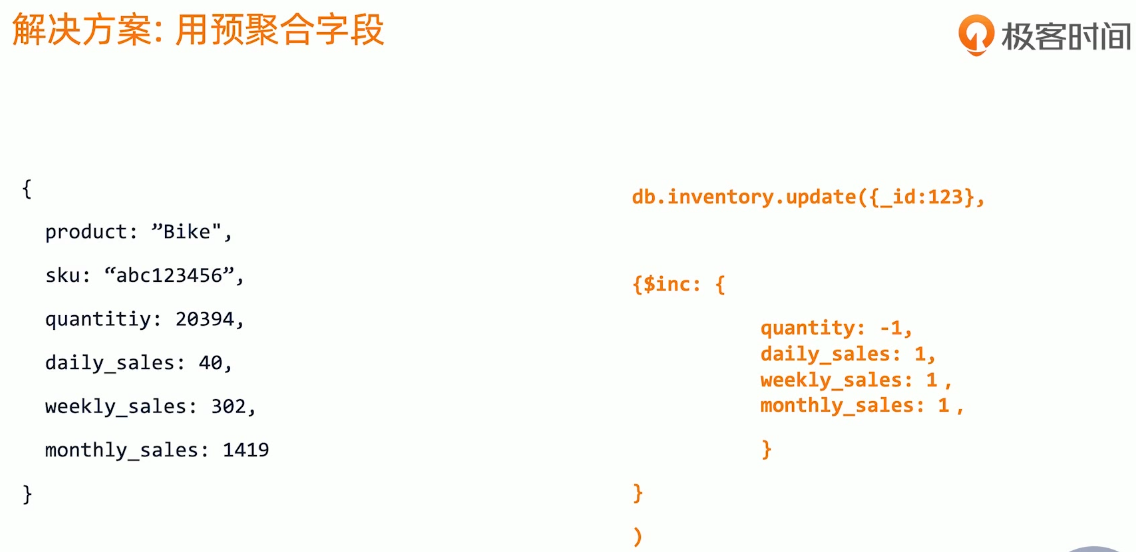 解决方案: 用预聚合字段
极客时间
{
product: ”Bike",
sku: “abc123456”,
quantitiy: 20394,
daily_sales: 40,
weekly_sales: 302,
monthly_sales: 1419
}
db.inventory.update({_id:123},
{$inc: {
quantity: -1,
daily_sales: 1,
weekly_sales: 1 ,
monthly_sales: 1 ,
}
}
)